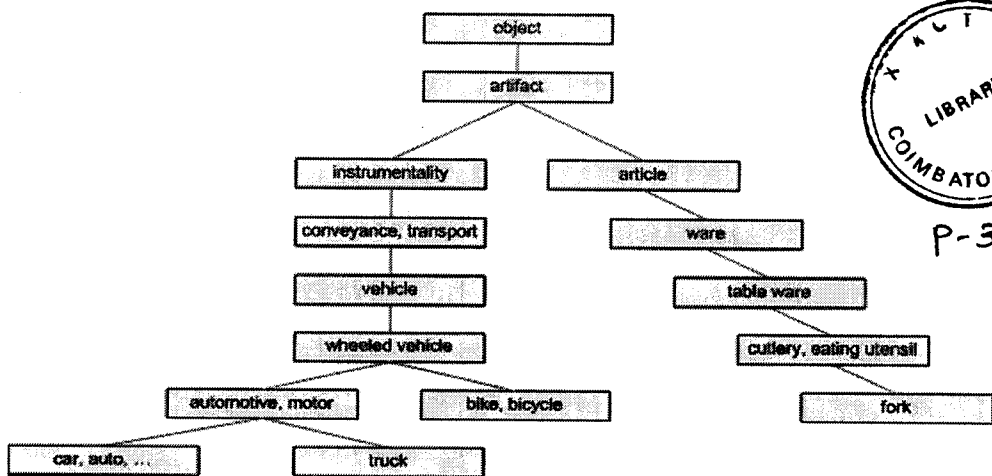 object
artifact
instrumentality
article
conveyance, transport
ware
vehicle
table ware
wheeled vehicle
cutlery, eating utensil
automotive, motor
bike, bicycle
fork
car, auto, ...
truck
LIBRAR
COIMBATO
P-3